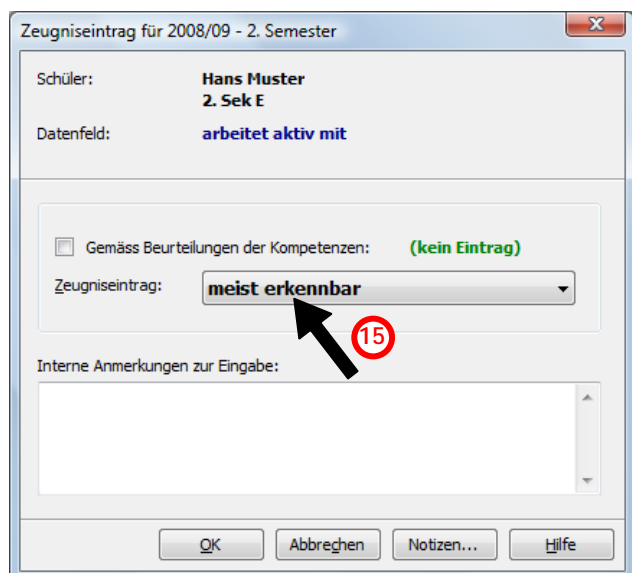 Zeugniseintrag für 2008/09 - 2. Semester
Schüler: Hans Muster
2. Sek E
Datenfeld: arbeitet aktiv mit
Gemäss Beurteilungen der Kompetenzen: (kein Eintrag)
Zeugniseintrag: meist erkennbar
15
Interne Anmerkungen zur Eingabe:
OK Abbrechen Notizen... Hilfe